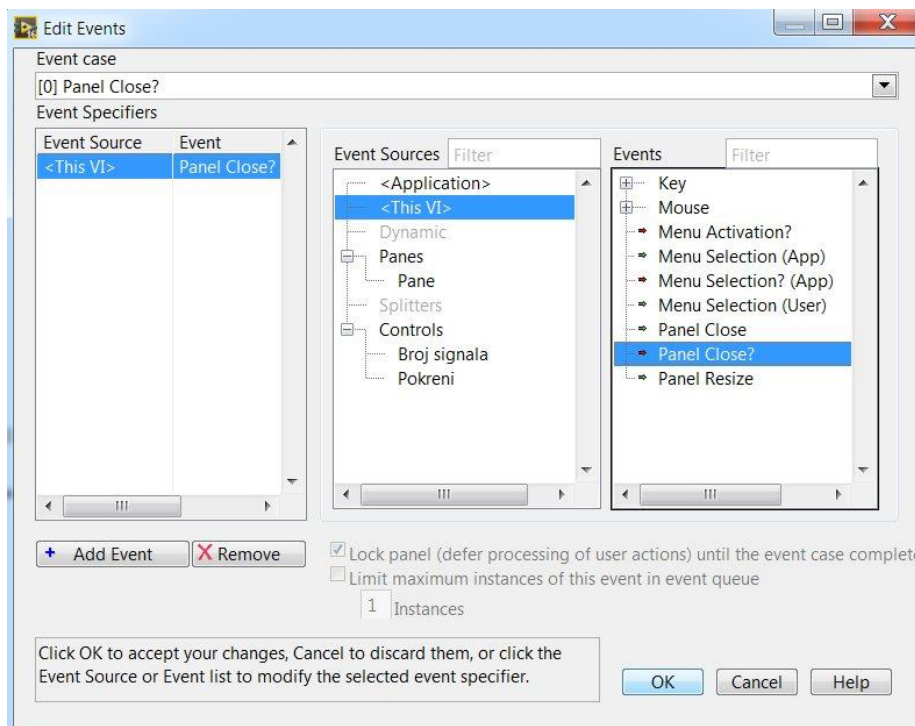 Edit Events
Event case
[0] Panel Close?
Event Specifiers
Event Source Event
<This VI> Panel Close?
Event Sources Filter
<Application>
<This VI>
Dynamic
Panes
Pane
Splitters
Controls
Broj signala
Pokreni
Events Filter
Key
Mouse
Menu Activation?
Menu Selection (App)
Menu Selection? (App)
Menu Selection (User)
Panel Close
Panel Close?
Panel Resize
Add Event
Remove
Lock panel (defer processing of user actions) until the event case complete
Limit maximum instances of this event in event queue
1 Instances
Click OK to accept your changes, Cancel to discard them, or click the
Event Source or Event list to modify the selected event specifier.
OK Cancel Help